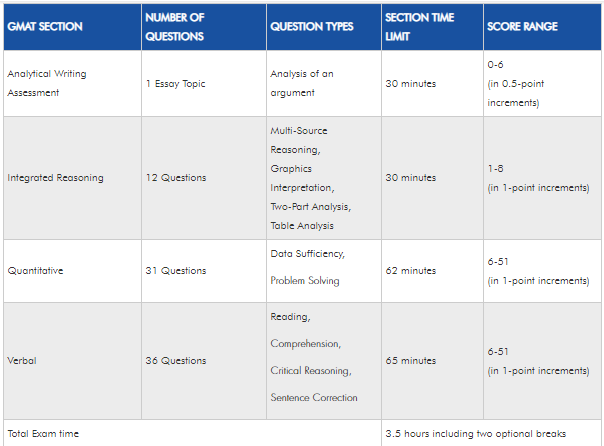 GMAT SECTION
NUMBER OF
QUESTIONS
QUESTION TYPES
SECTION TIME
LIMIT
SCORE RANGE
Analytical Writing
Assessment
1 Essay Topic
Analysis of an
argument
30 minutes
0-6
(in 0.5-point
increments)
Integrated Reasoning
12 Questions
Multi-Source
Reasoning,
Graphics
Interpretation,
Two-Part Analysis,
Table Analysis
30 minutes
1-8
(in 1-point increments)
Quantitative
31 Questions
Data Sufficiency,
Problem Solving
62 minutes
6-51
(in 1-point increments)
Verbal
36 Questions
Reading,
Comprehension,
Critical Reasoning,
Sentence Correction
65 minutes
6-51
(in 1-point increments)
Total Exam time
3.5 hours including two optional breaks